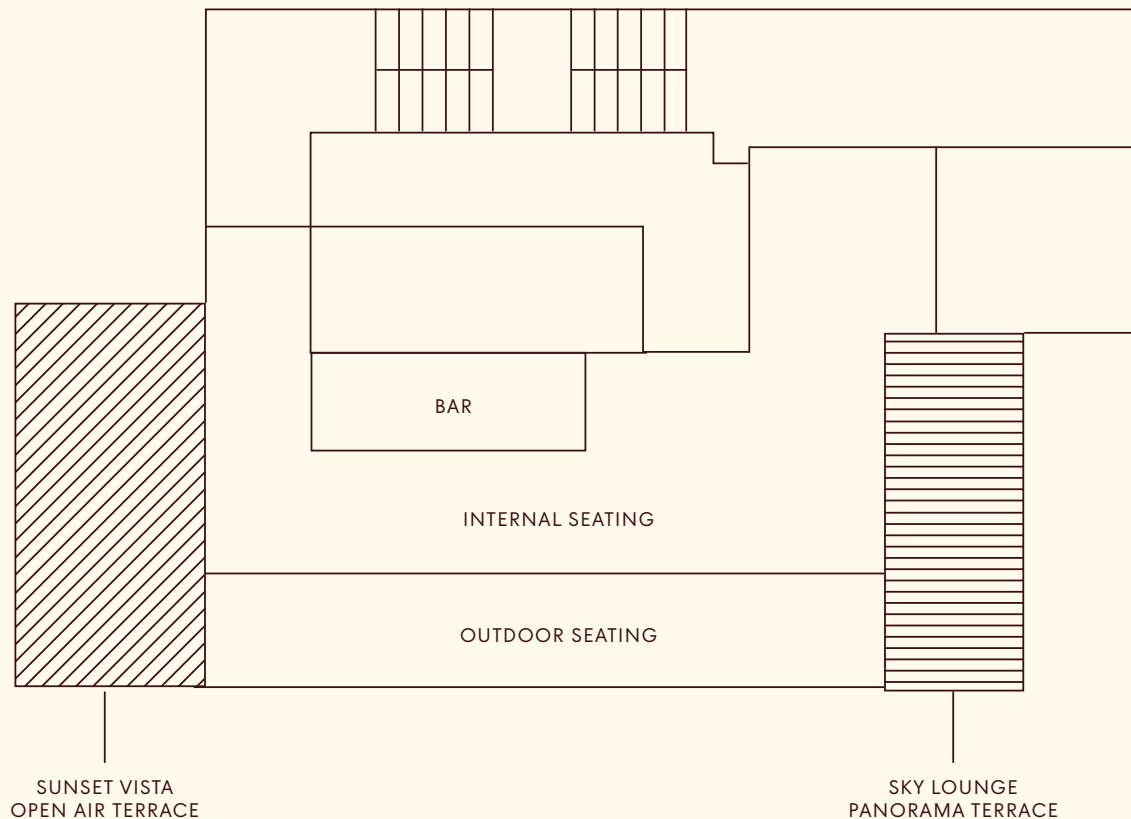 BAR
INTERNAL SEATING
OUTDOOR SEATING
SUNSET VISTA
OPEN AIR TERRACE
SKY LOUNGE
PANORAMA TERRACE